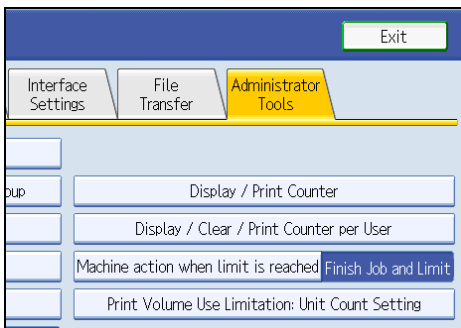 Exit
Interface
Settings
File
Transfer
Administrator
Tools
oup
Display / Print Counter
Display / Clear / Print Counter per User
Machine action when limit is reached Finish Job and Limit
Print Volume Use Limitation: Unit Count Setting